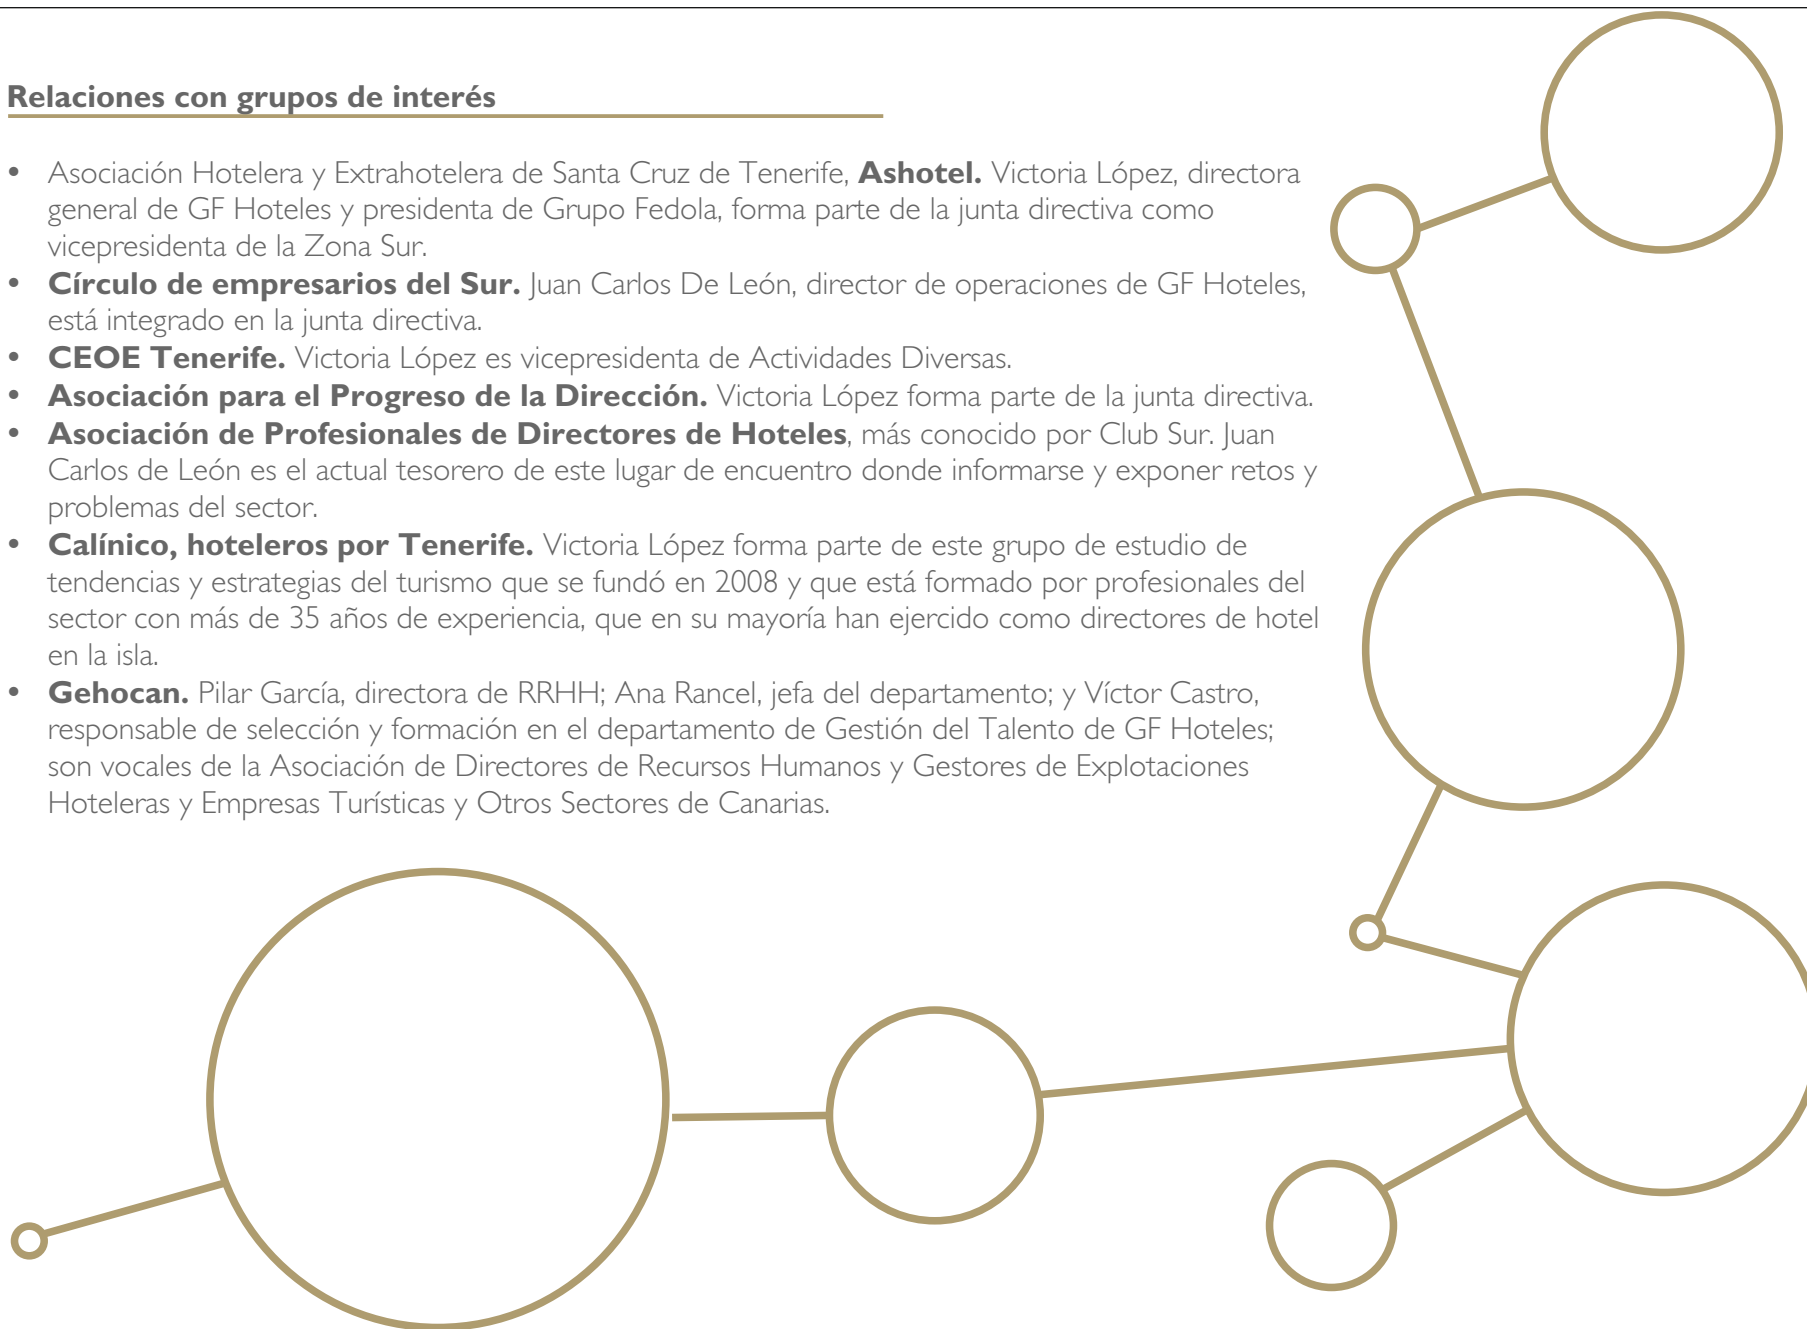 Relaciones con grupos de interés
• Asociación Hotelera y Extrahotelera de Santa Cruz de Tenerife, Ashotel. Victoria López, directora
general de GF Hoteles y presidenta de Grupo Fedola, forma parte de la junta directiva como
vicepresidenta de la Zona Sur.
• Círculo de empresarios del Sur. Juan Carlos De León, director de operaciones de GF Hoteles,
está integrado en la junta directiva.
• CEOE Tenerife. Victoria López es vicepresidenta de Actividades Diversas.
• Asociación para el Progreso de la Dirección. Victoria López forma parte de la junta directiva.
• Asociación de Profesionales de Directores de Hoteles, más conocido por Club Sur. Juan
Carlos de León es el actual tesorero de este lugar de encuentro donde informarse y exponer retos y
problemas del sector.
• Calínico, hoteleros por Tenerife. Victoria López forma parte de este grupo de estudio de
tendencias y estrategias del turismo que se fundó en 2008 y que está formado por profesionales del
sector con más de 35 años de experiencia, que en su mayoría han ejercido como directores de hotel
en la isla.
• Gehocan. Pilar García, directora de RRHH; Ana Rancel, jefa del departamento; y Víctor Castro,
responsable de selección y formación en el departamento de Gestión del Talento de GF Hoteles;
son vocales de la Asociación de Directores de Recursos Humanos y Gestores de Explotaciones
Hoteleras y Empresas Turísticas y Otros Sectores de Canarias.